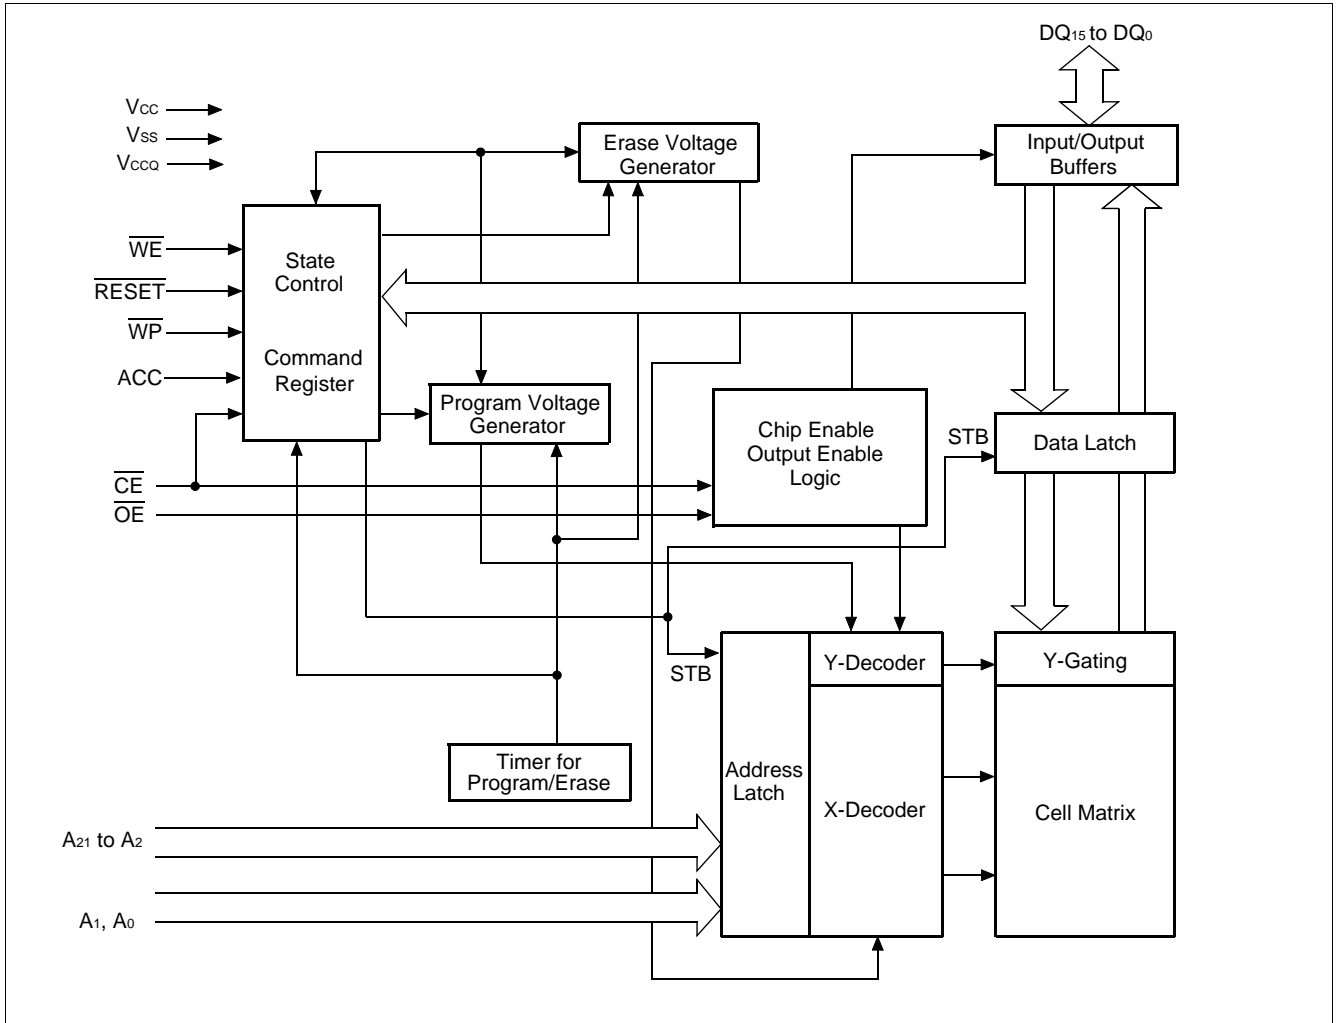 DQ15 to DQ0
VCC
VSS
VCCQ
Erase Voltage
Generator
Input/Output
Buffers
WE
RESET
WP
ACC
CE
OE
State
Control
Command
Register
Program Voltage
Generator
Chip Enable
Output Enable
Logic
STB
Data Latch
STB
Y-Decoder
Y-Gating
Timer for
Program/Erase
Address
Latch
X-Decoder
Cell Matrix
A21 to A2
A1, A0